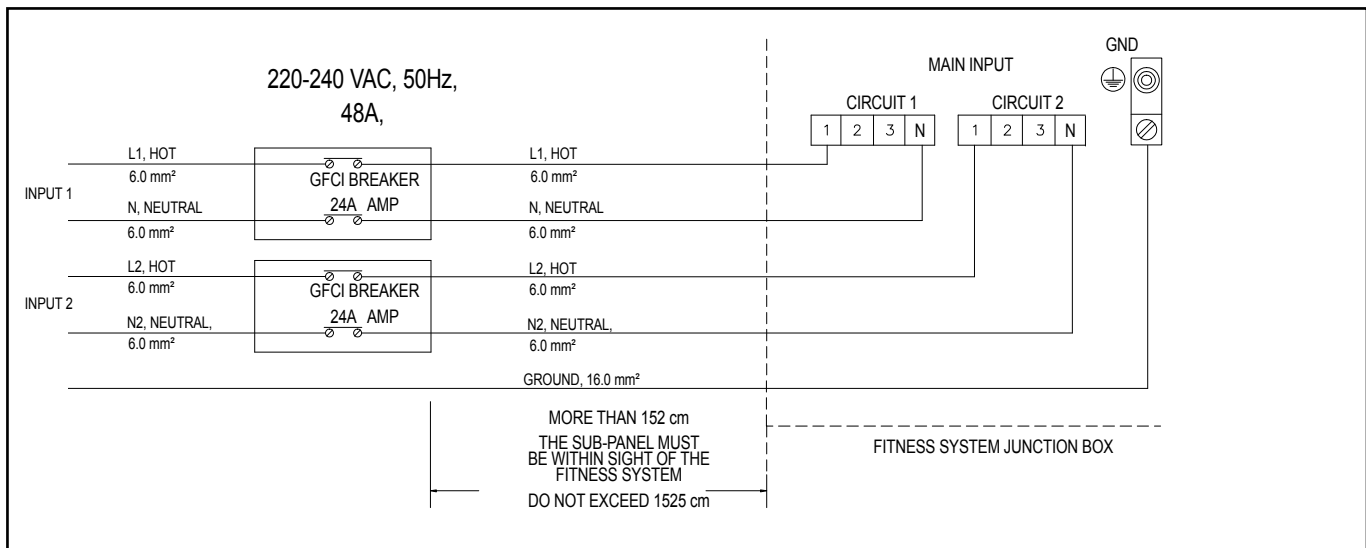 220-240 VAC, 50Hz,
48A,
MAIN INPUT
GND
CIRCUIT 1
CIRCUIT 2
1 2 3 N
1 2 3 N
INPUT 1
L1, HOT
6.0 mm²
N, NEUTRAL
6.0 mm²
GFCI BREAKER
24A AMP
L1, HOT
6.0 mm²
N, NEUTRAL
6.0 mm²
INPUT 2
L2, HOT
6.0 mm²
N2, NEUTRAL,
6.0 mm²
GFCI BREAKER
24A AMP
L2, HOT
6.0 mm²
N2, NEUTRAL,
6.0 mm²
GROUND, 16.0 mm²
MORE THAN 152 cm
THE SUB-PANEL MUST
BE WITHIN SIGHT OF THE
FITNESS SYSTEM
DO NOT EXCEED 1525 cm
FITNESS SYSTEM JUNCTION BOX